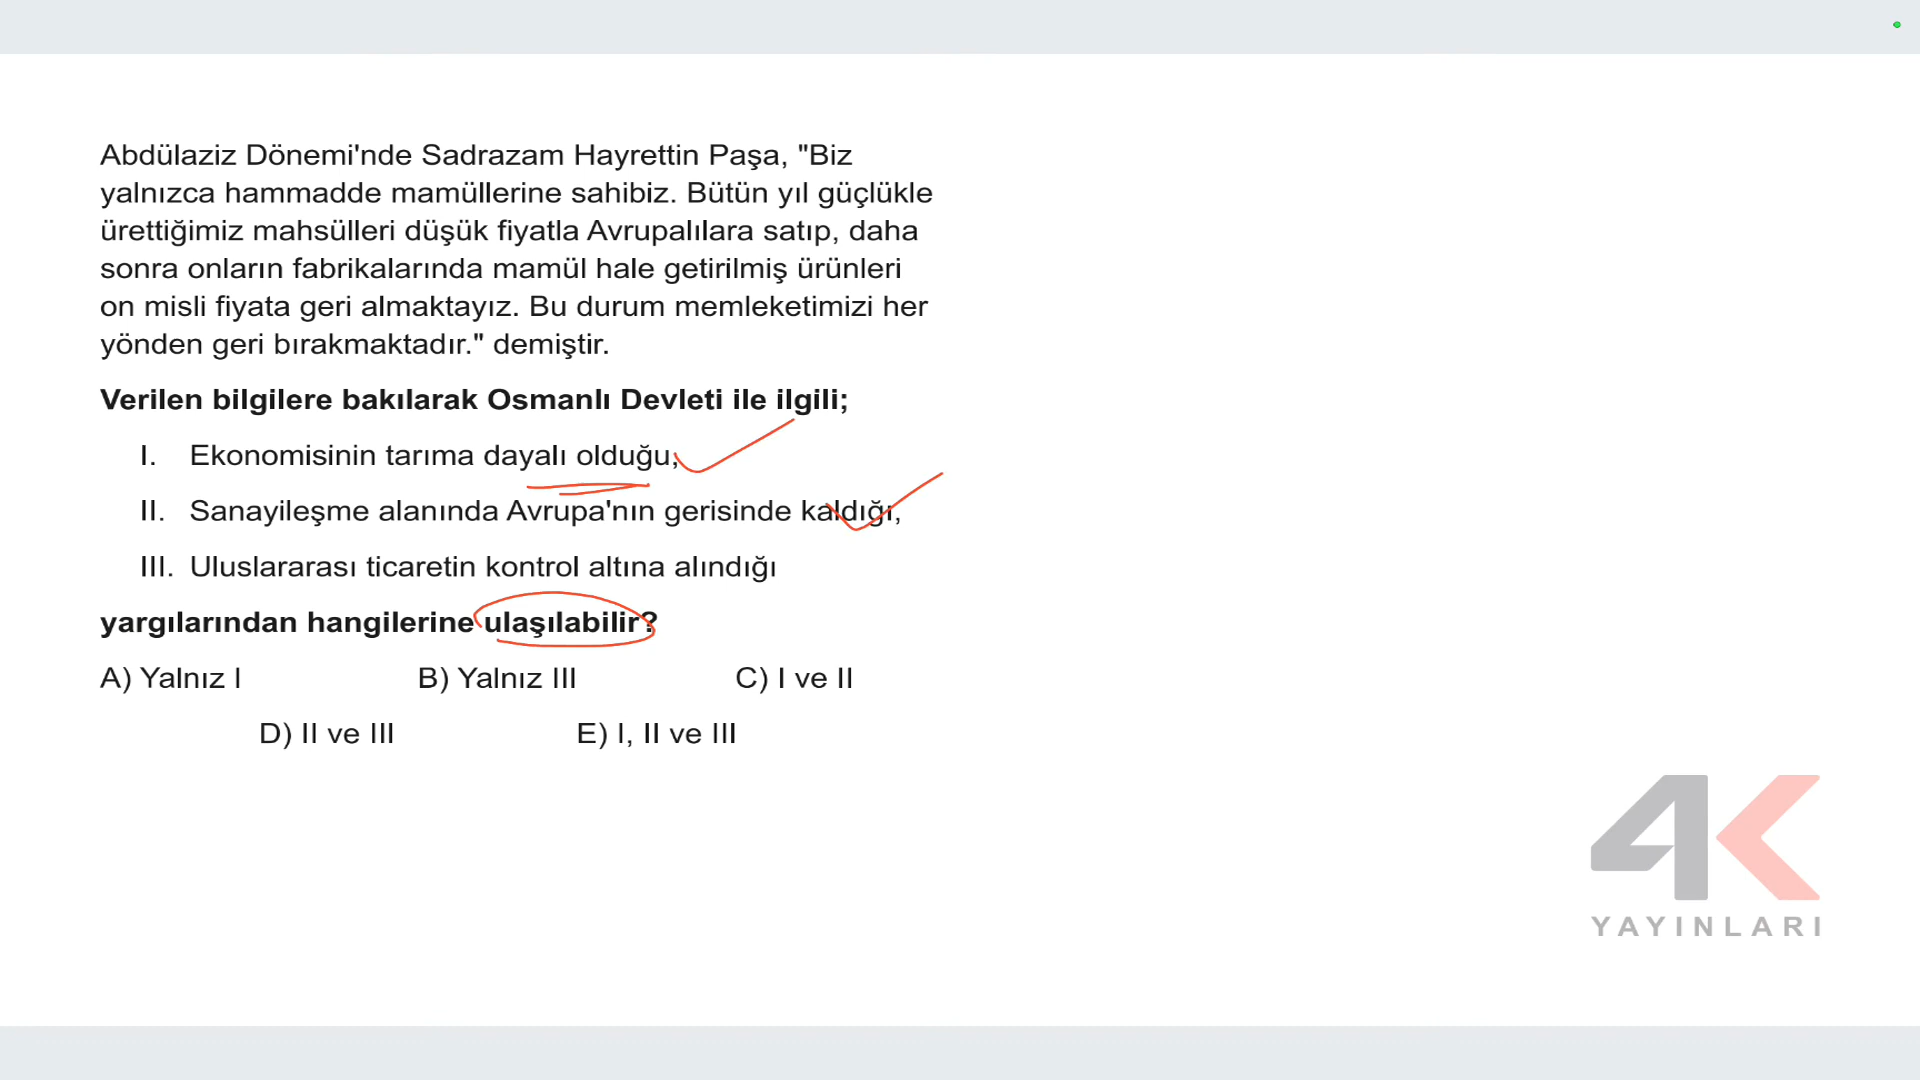 Abdülaziz Dönemi'nde Sadrazam Hayrettin Paşa, "Biz
yalnızca hammadde mamüllerine sahibiz. Bütün yıl güçlükle
ürettiğimiz mahsülleri düşük fiyatla Avrupalılara satıp, daha
sonra onların fabrikalarında mamül hale getirilmiş ürünleri
on misli fiyata geri almaktayız. Bu durum memleketimizi her
yönden geri bırakmaktadır." demiştir.
Verilen bilgilere bakılarak Osmanlı Devleti ile ilgili;
I. Ekonomisinin tarıma dayalı olduğu,
II. Sanayileşme alanında Avrupa'nın gerisinde kaldığı,
III. Uluslararası ticaretin kontrol altına alındığı
yargılarından hangilerine ulaşılabilir?
A) Yalnız I B) Yalnız III C) I ve II
D) II ve III E) I, II ve III
4K
YAYINLARI